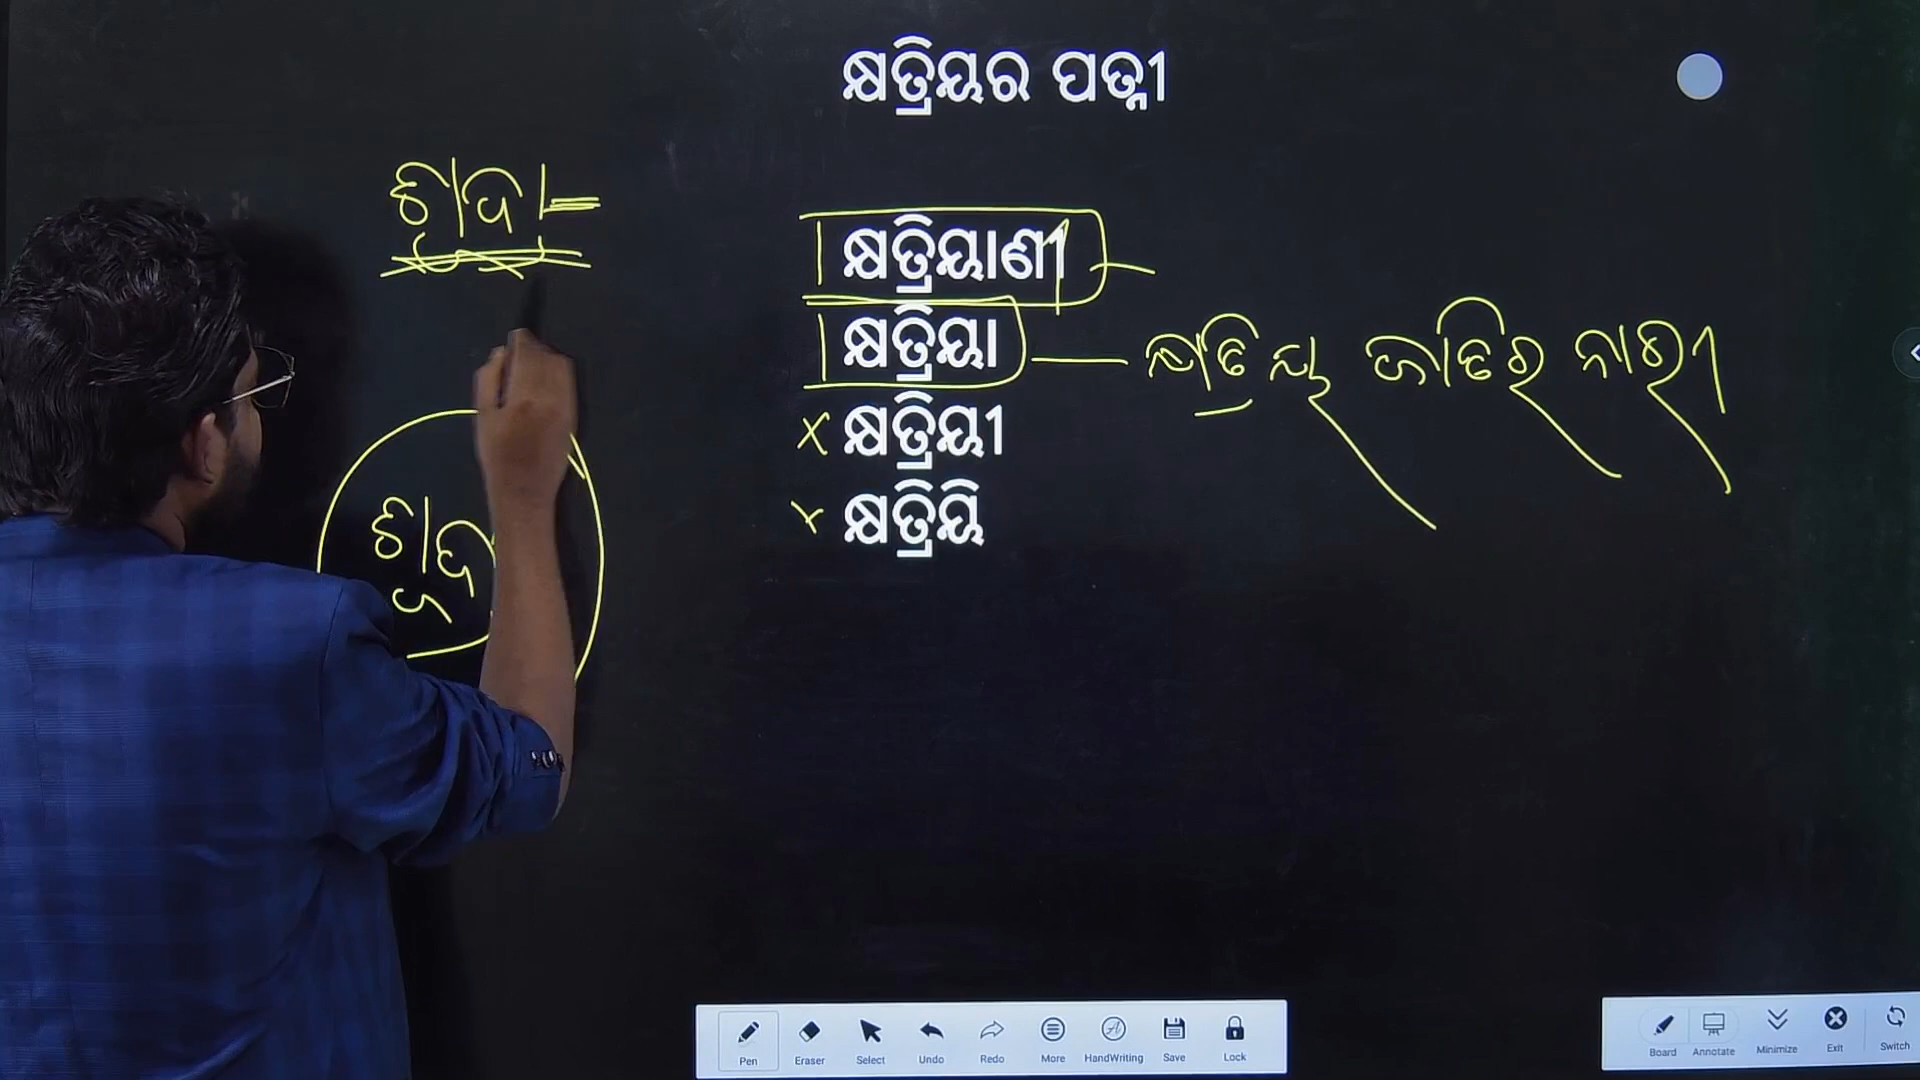 କ୍ଷତ୍ରିୟର ପତ୍ନୀ
ଶୂଦ୍ରା =
କ୍ଷତ୍ରିୟାଣୀ
କ୍ଷତ୍ରିୟା — କ୍ଷତ୍ରିୟ ଜାତିର ନାରୀ
x କ୍ଷତ୍ରିୟୀ
x କ୍ଷତ୍ରିୟି
Pen Eraser Select Undo Redo More HandWriting Save Lock
Board Annotate Minimize Exit Switch